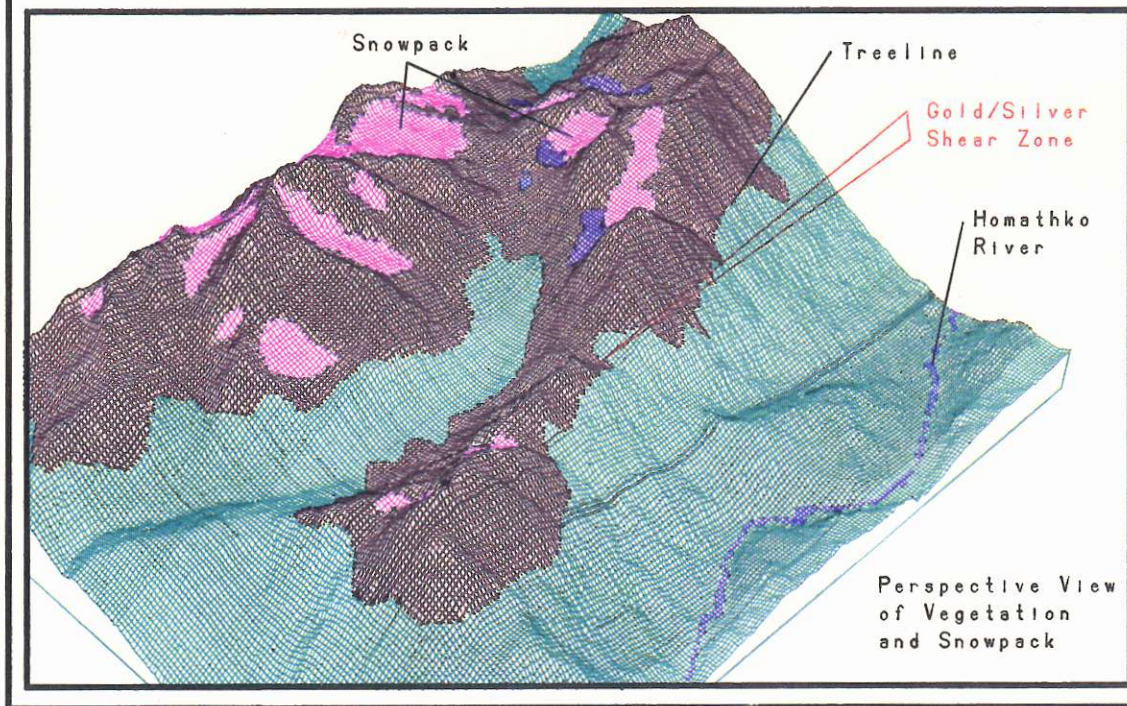 Snowpack
Treeline
Gold/Silver
Shear Zone
Homathko
River
Perspective View
of Vegetation
and Snowpack